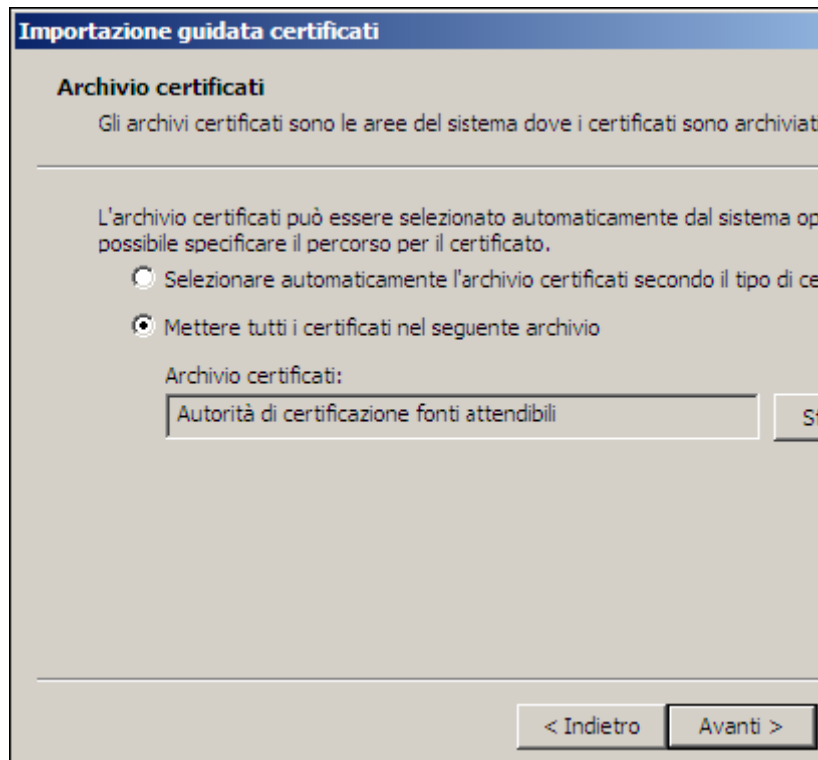 Importazione guidata certificati
Archivio certificati
Gli archivi certificati sono le aree del sistema dove i certificati sono archiviati
L'archivio certificati può essere selezionato automaticamente dal sistema op
possibile specificare il percorso per il certificato.
Selezionare automaticamente l'archivio certificati secondo il tipo di ce
Mettere tutti i certificati nel seguente archivio
Archivio certificati:
Autorità di certificazione fonti attendibili
< Indietro
Avanti >